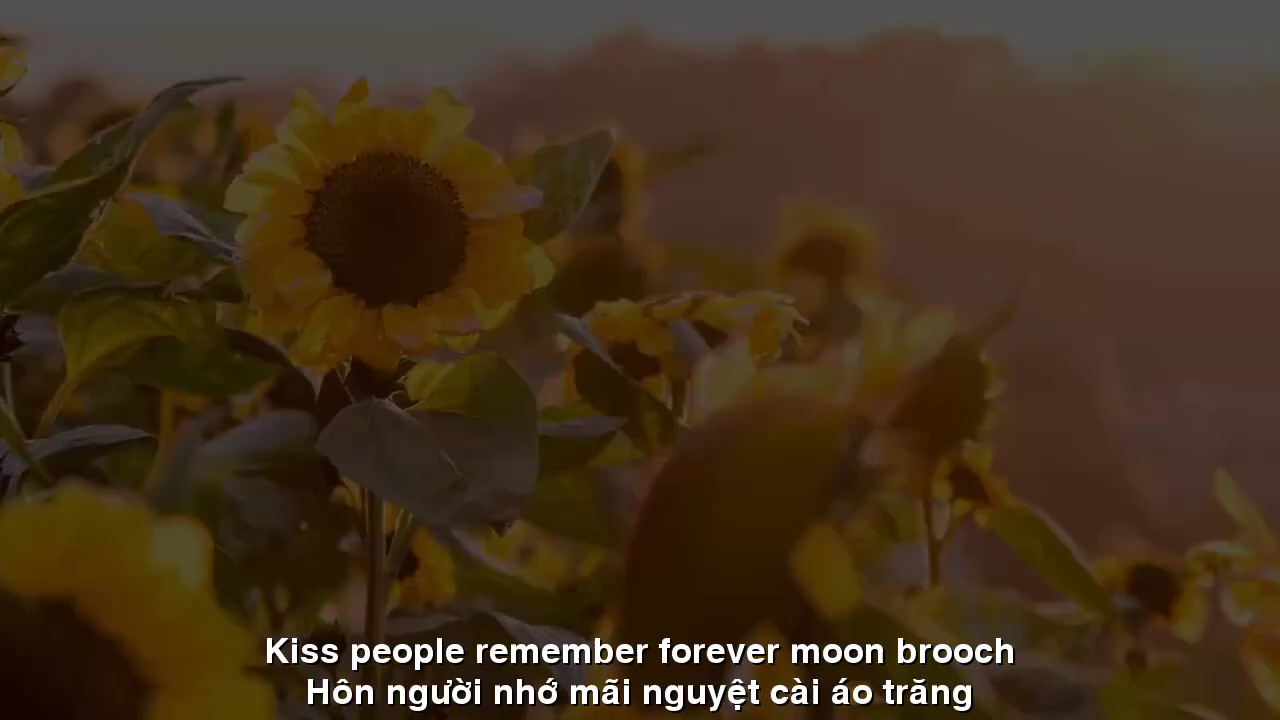 Kiss people remember forever moon brooch
Hôn người nhớ mãi nguyệt cài áo trăng